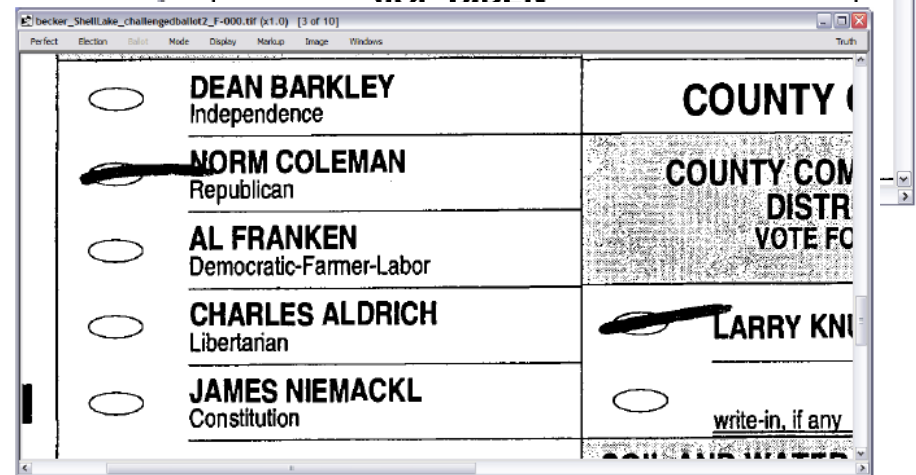 becker_ShellLake_challengedballot2_F-000.tif (x1.0) [3 of 10]
Perfect Election Ballot Mode Display Markup Image Windows Truth
DEAN BARKLEY
Independence
NORM COLEMAN
Republican
AL FRANKEN
Democratic-Farmer-Labor
CHARLES ALDRICH
Libertarian
JAMES NIEMACKL
Constitution
COUNTY
COUNTY COM
DISTR
VOTE FO
LARRY KNU
write-in, if any